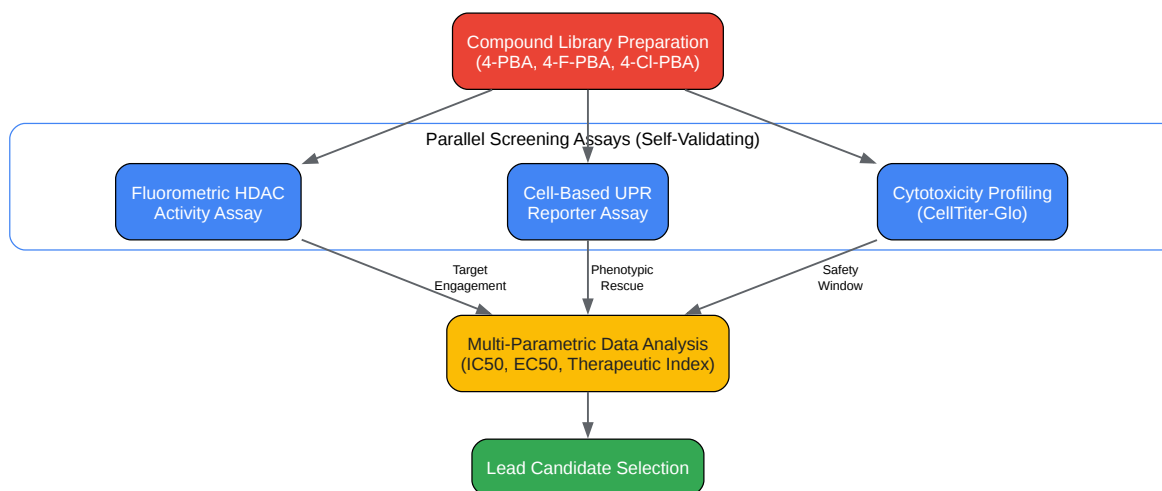 Compound Library Preparation
(4-PBA, 4-F-PBA, 4-Cl-PBA)
Parallel Screening Assays (Self-Validating)
Fluorometric HDAC
Activity Assay
Cell-Based UPR
Reporter Assay
Cytotoxicity Profiling
(CellTiter-Glo)
Target
Engagement
Phenotypic
Rescue
Safety
Window
Multi-Parametric Data Analysis
(IC50, EC50, Therapeutic Index)
Lead Candidate Selection